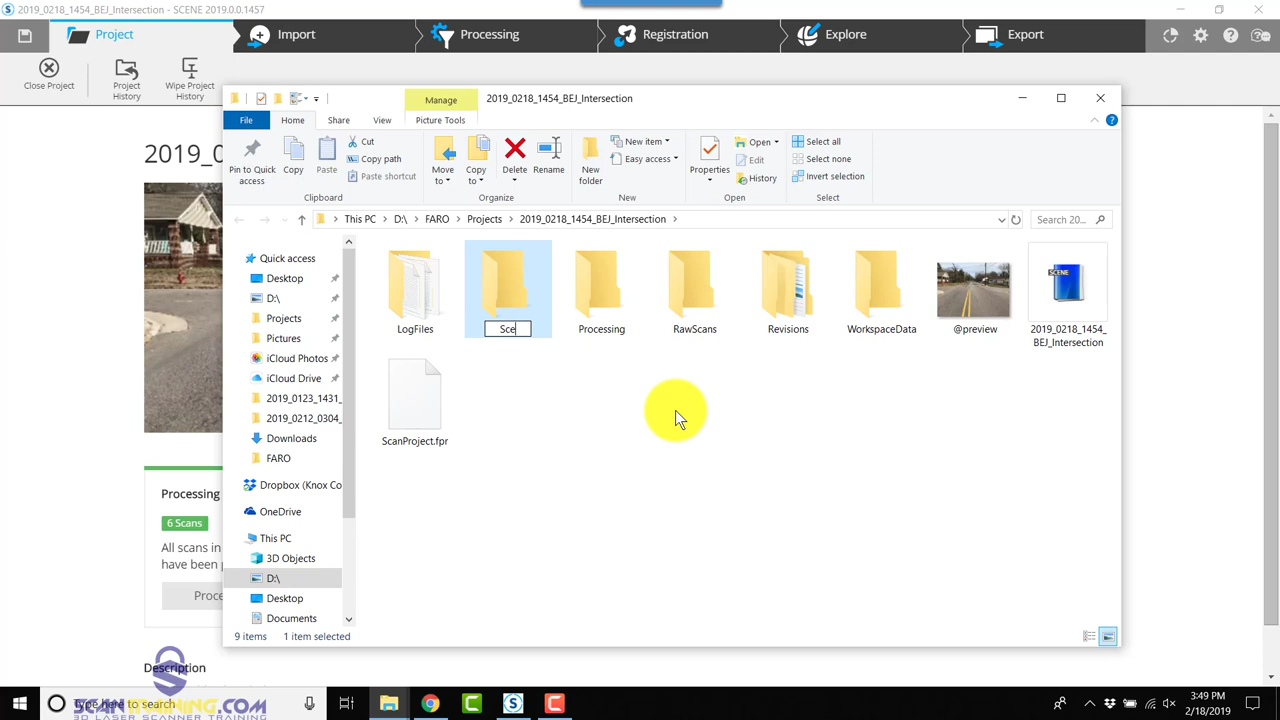 2019_0218_1454_BEJ_Intersection - SCENE 2019.0.0.1457
Project
Import
Processing
Registration
Explore
Export
Close Project
Project
History
Wipe Project
History
Manage
2019_0218_1454_BEJ_Intersection
File
Home
Share
View
Picture Tools
Pin to Quick
access
Copy
Paste
Cut
Copy path
Paste shortcut
Move
to
Copy
to
Delete
Rename
New
folder
New item
Easy access
Properties
Open
Edit
History
Select all
Select none
Invert selection
Clipboard
Organize
New
Open
Select
This PC > D:\ > FARO > Projects > 2019_0218_1454_BEJ_Intersection >
Search 20...
2019_0
Quick access
Desktop
D:\
Projects
Pictures
iCloud Photos
iCloud Drive
2019_0123_1431_
2019_0212_0304_
Downloads
FARO
Dropbox (Knox Co
OneDrive
This PC
3D Objects
D:\
Desktop
Documents
LogFiles
Sce
Processing
RawScans
Revisions
WorkspaceData
@preview
2019_0218_1454_
BEJ_Intersection
SCENE
ScanProject.fpr
Processing
6 Scans
All scans in
have been
Proce
9 items
1 item selected
Description
Type here to search
SCANTRAINING.COM
3D LASER SCANNER TRAINING
3:49 PM
2/18/2019